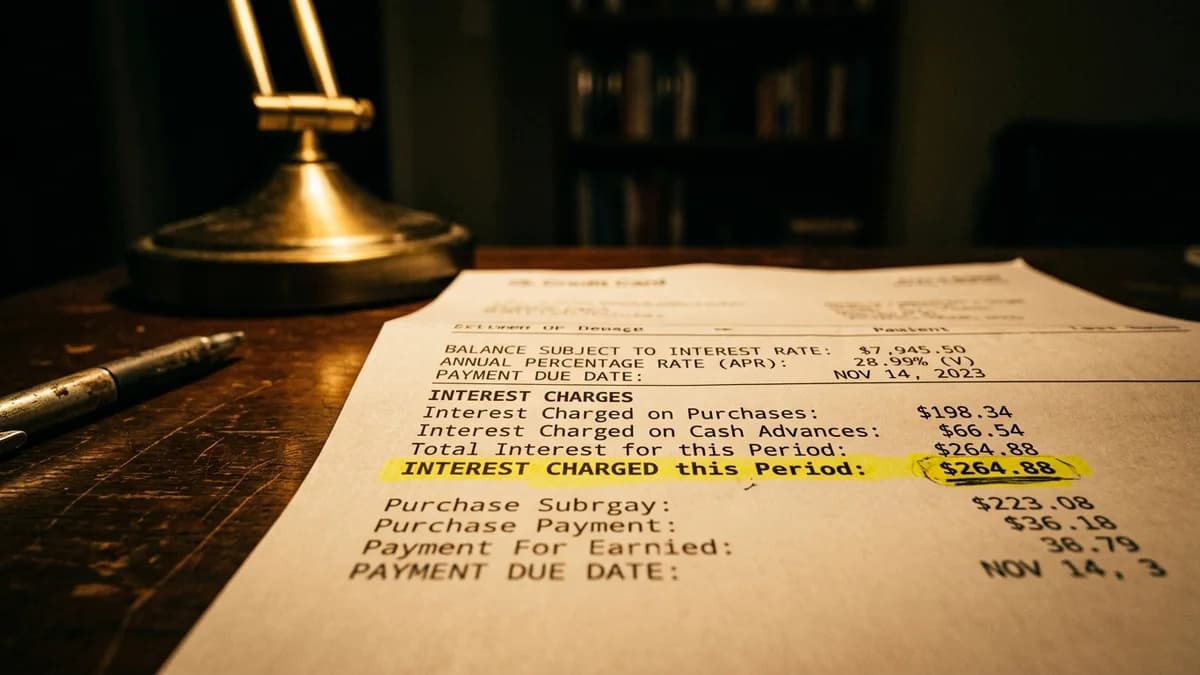 Credit Card
BALANCE SUBJECT TO INTEREST RATE: $7,945.50
ANNUAL PERCENTAGE RATE (APR): 28.99% (V)
PAYMENT DUE DATE: NOV 14, 2023
INTEREST CHARGES
Interest Charged on Purchases: $198.34
Interest Charged on Cash Advances: $66.54
Total Interest for this Period: $264.88
INTEREST CHARGED this Period: $264.88
Purchase Subrgay: $223.08
Purchase Payment: $36.18
Payment For Earnied: 36.79
PAYMENT DUE DATE: NOV 14, 3